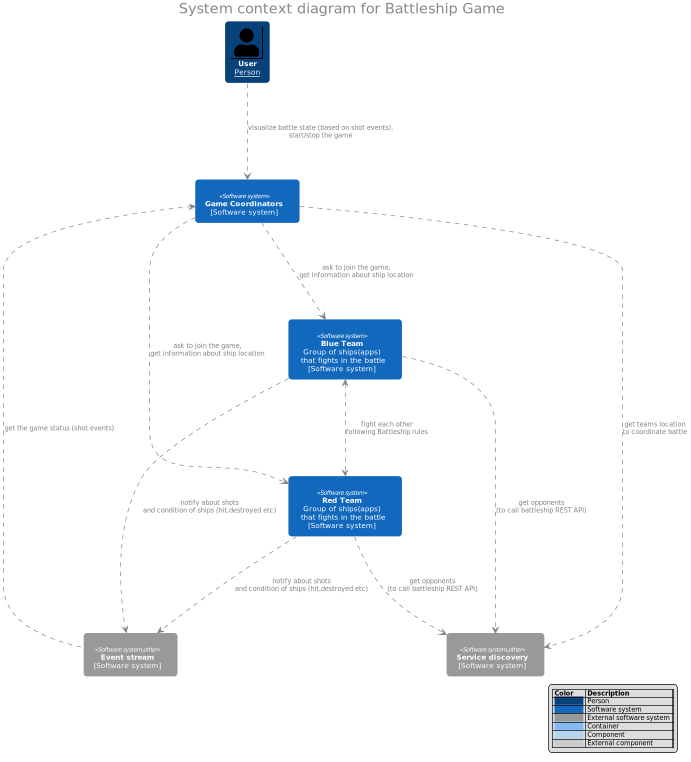 System context diagram for Battleship Game
User
Person
visualize battle state (based on shot events),
start/stop the game
«Software system»
Game Coordinators
[Software system]
ask to join the game,
get information about ship location
«Software system»
Blue Team
Group of ships(apps)
that fights in the battle
[Software system]
ask to join the game,
get information about ship location
get the game status (shot events)
fight each other
following Battleship rules
get teams location
to coordinate battle
«Software system»
Red Team
Group of ships(apps)
that fights in the battle
[Software system]
notify about shots
and condition of ships (hit,destroyed etc)
get opponents
(to call battleship REST API)
notify about shots
and condition of ships (hit,destroyed etc)
get opponents
(to call battleship REST API)
«Software system,other»
Event stream
[Software system]
«Software system,other»
Service discovery
[Software system]
Color Description
Person
Software system
External software system
Container
Component
External component